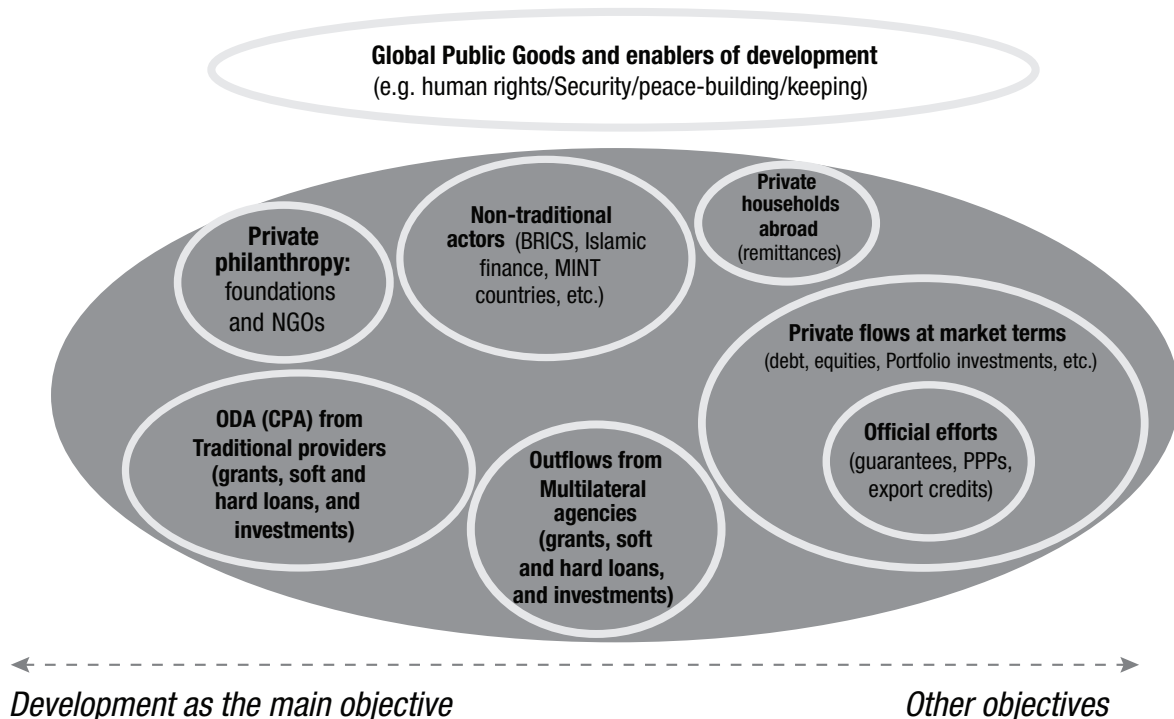 Global Public Goods and enablers of development
(e.g. human rights/Security/peace-building/keeping)
Private
philanthropy:
foundations
and NGOs
Non-traditional
actors (BRICS, Islamic
finance, MINT
countries, etc.)
Private
households
abroad
(remittances)
Private flows at market terms
(debt, equities, Portfolio investments, etc.)
Official efforts
(guarantees, PPPs,
export credits)
ODA (CPA) from
Traditional providers
(grants, soft and
hard loans, and
investments)
Outflows from
Multilateral
agencies
(grants, soft
and hard loans,
and investments)
Development as the main objective
Other objectives